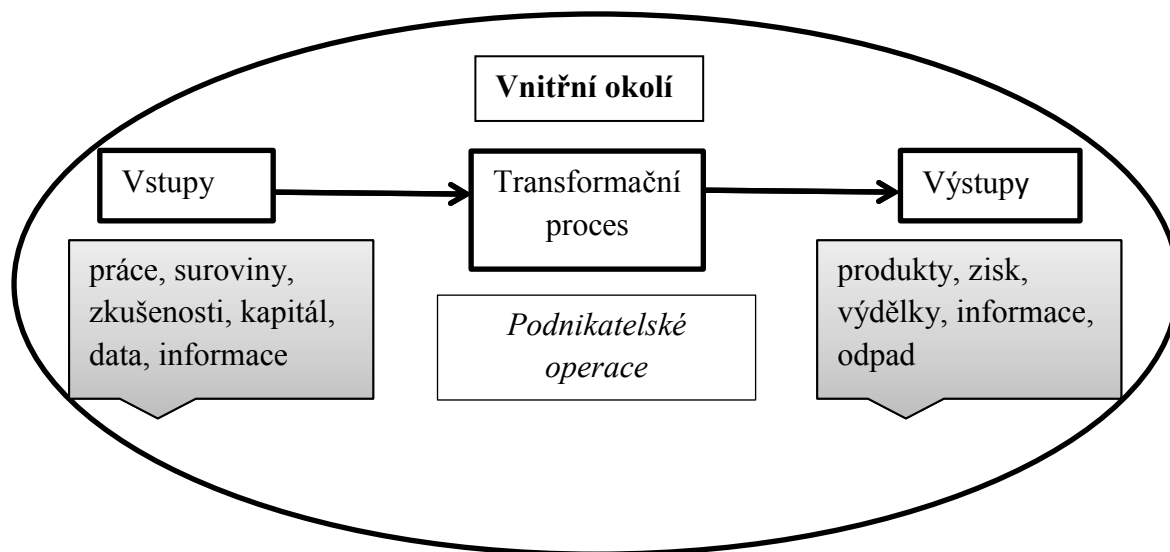 Vnitřní okolí
Vstupy
Transformační
proces
Výstupy
práce, suroviny,
zkušenosti, kapitál,
data, informace
Podnikatelské
operace
produkty, zisk,
výdělky, informace,
odpad